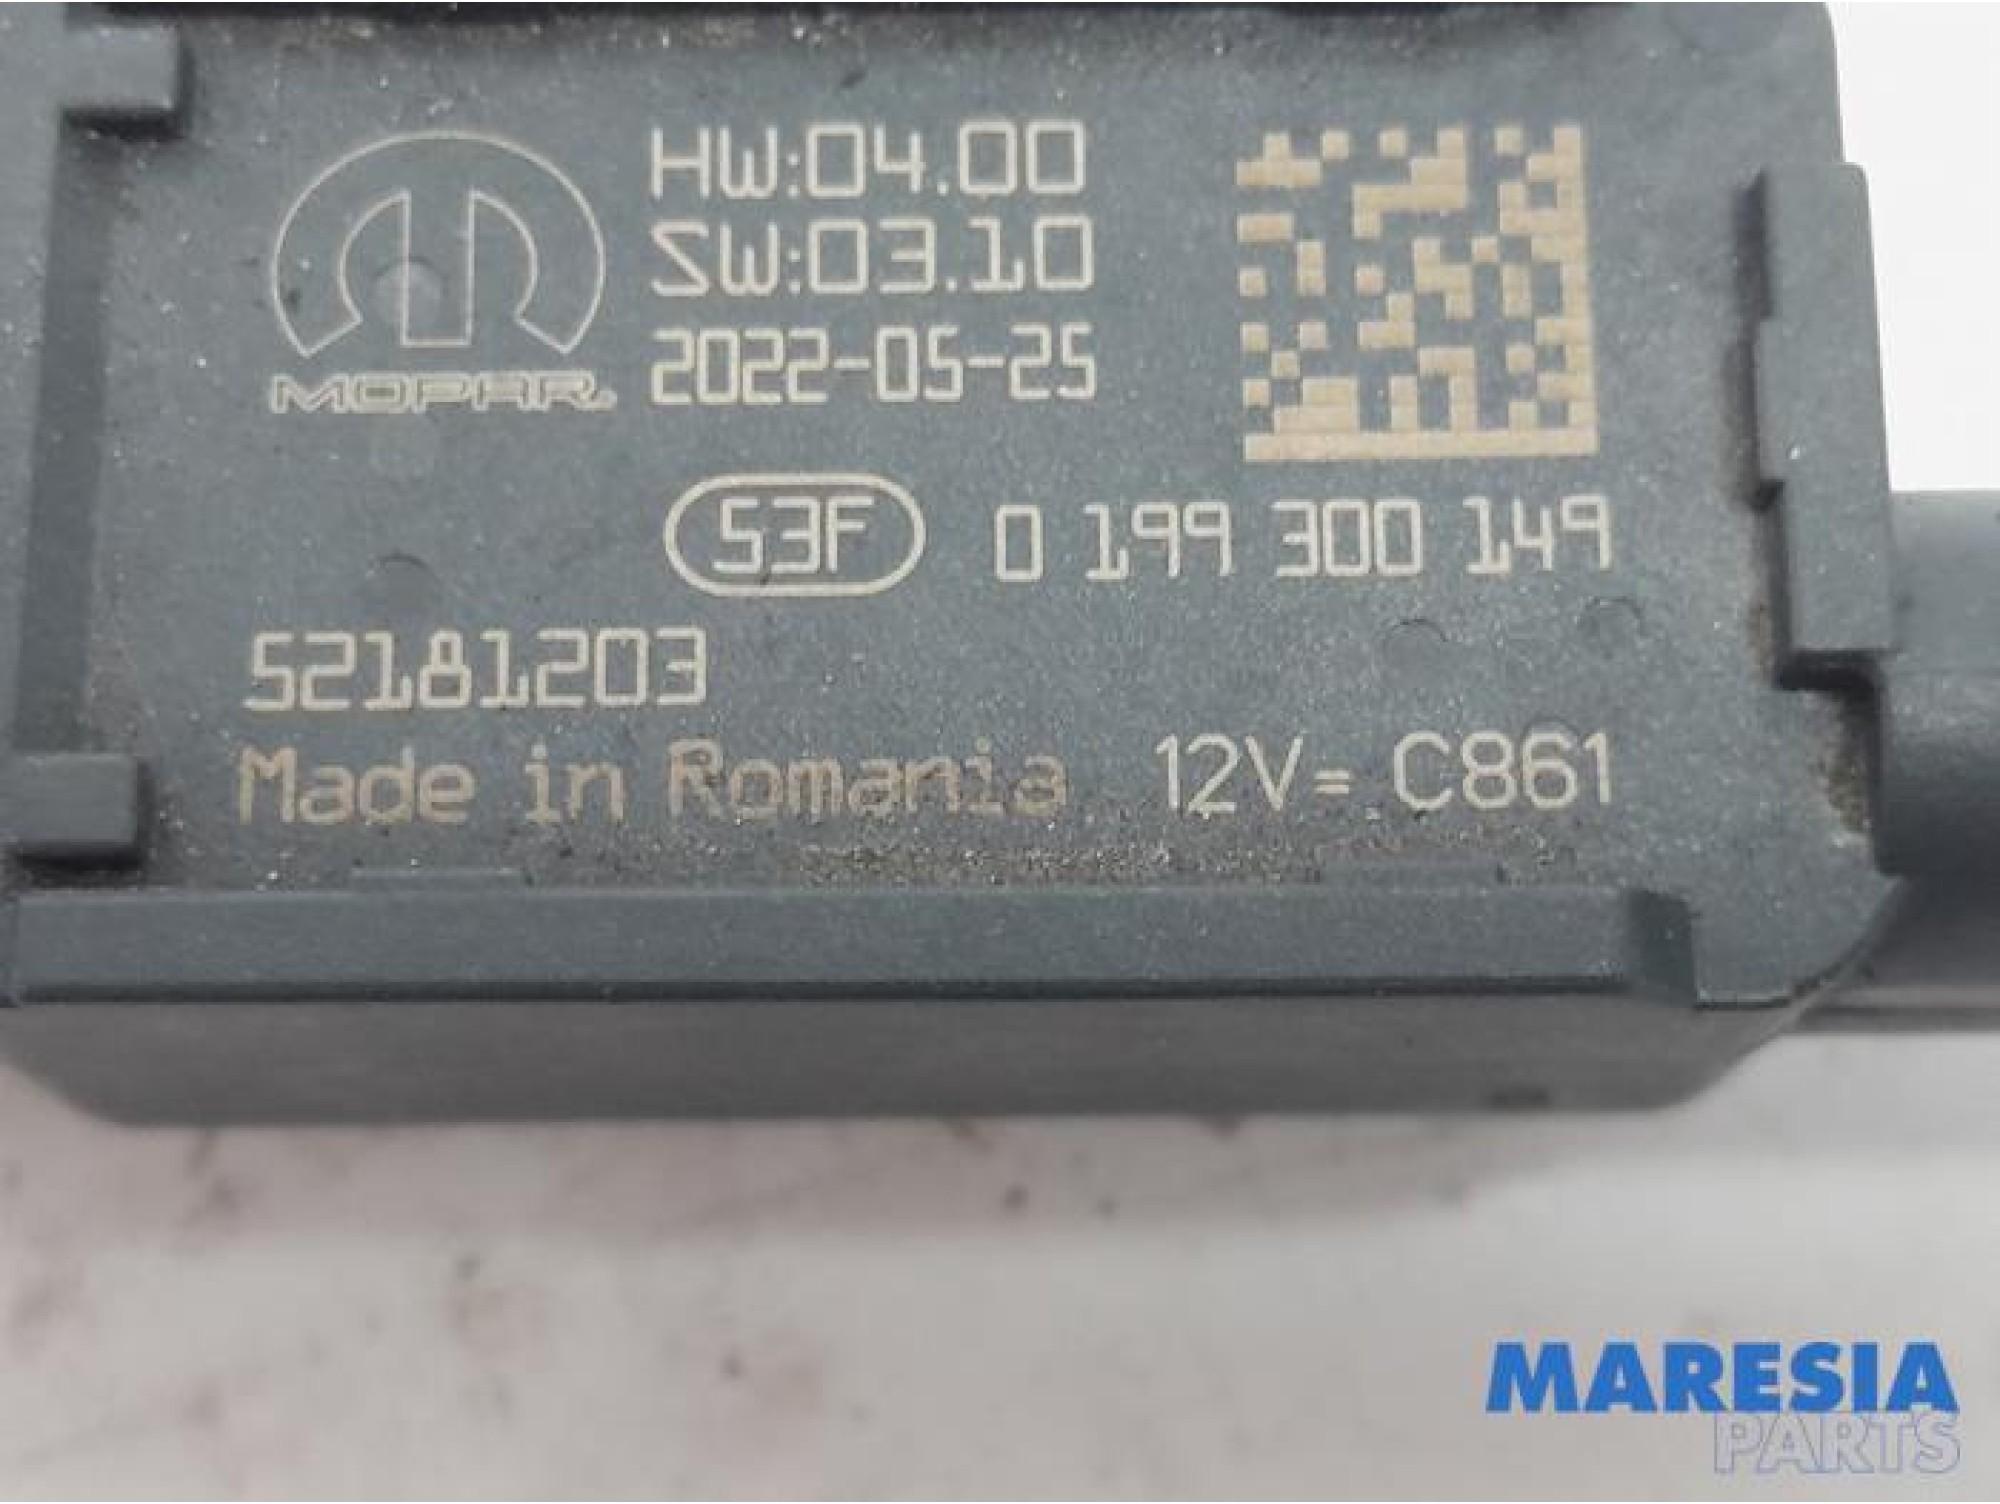 HW:04.00
SW:03.10
2022-05-25
MOPAR.
S3F 0 199 300 149
52181203
Made in Romania 12V= C861
MARESIA
PARTS